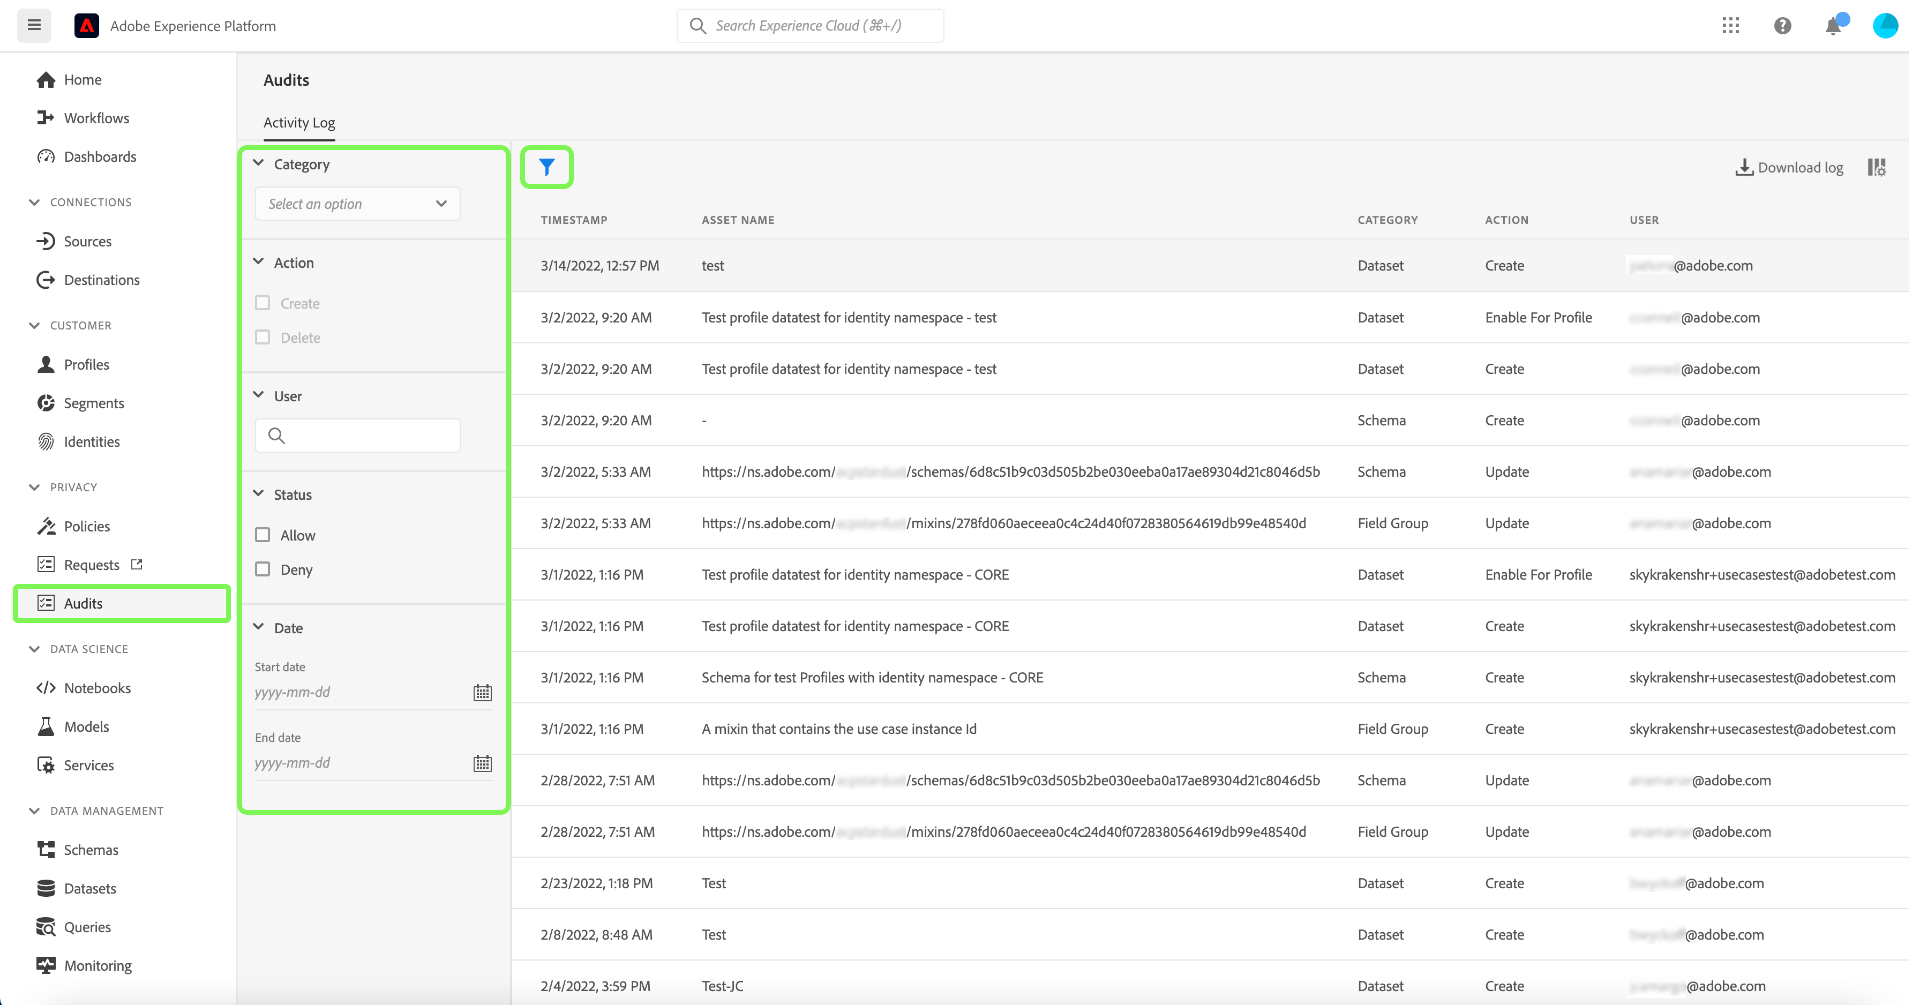 Adobe Experience Platform
Search Experience Cloud (⌘+/)
Home
Workflows
Dashboards
CONNECTIONS
Sources
Destinations
CUSTOMER
Profiles
Segments
Identities
PRIVACY
Policies
Requests
Audits
DATA SCIENCE
Notebooks
Models
Services
DATA MANAGEMENT
Schemas
Datasets
Queries
Monitoring
Audits
Activity Log
Category
Select an option
Action
Create
Delete
User
Status
Allow
Deny
Date
Start date
yyyy-mm-dd
End date
yyyy-mm-dd
Download log
TIMESTAMP ASSET NAME CATEGORY ACTION USER
3/14/2022, 12:57 PM test Dataset Create @adobe.com
3/2/2022, 9:20 AM Test profile datatest for identity namespace - test Dataset Enable For Profile @adobe.com
3/2/2022, 9:20 AM Test profile datatest for identity namespace - test Dataset Create @adobe.com
3/2/2022, 9:20 AM - Schema Create @adobe.com
3/2/2022, 5:33 AM https://ns.adobe.com/ /schemas/6d8c51b9c03d505b2be030eeba0a17ae89304d21c8046d5b Schema Update @adobe.com
3/2/2022, 5:33 AM https://ns.adobe.com/ /mixins/278fd060aeceea0c4c24d40f0728380564619db99e48540d Field Group Update @adobe.com
3/1/2022, 1:16 PM Test profile datatest for identity namespace - CORE Dataset Enable For Profile skykrakenshr+usecasestest@adobetest.com
3/1/2022, 1:16 PM Test profile datatest for identity namespace - CORE Dataset Create skykrakenshr+usecasestest@adobetest.com
3/1/2022, 1:16 PM Schema for test Profiles with identity namespace - CORE Schema Create skykrakenshr+usecasestest@adobetest.com
3/1/2022, 1:16 PM A mixin that contains the use case instance Id Field Group Create skykrakenshr+usecasestest@adobetest.com
2/28/2022, 7:51 AM https://ns.adobe.com/ /schemas/6d8c51b9c03d505b2be030eeba0a17ae89304d21c8046d5b Schema Update @adobe.com
2/28/2022, 7:51 AM https://ns.adobe.com/ /mixins/278fd060aeceea0c4c24d40f0728380564619db99e48540d Field Group Update @adobe.com
2/23/2022, 1:18 PM Test Dataset Create @adobe.com
2/8/2022, 8:48 AM Test Dataset Create @adobe.com
2/4/2022, 3:59 PM Test-JC Dataset Create @adobe.com